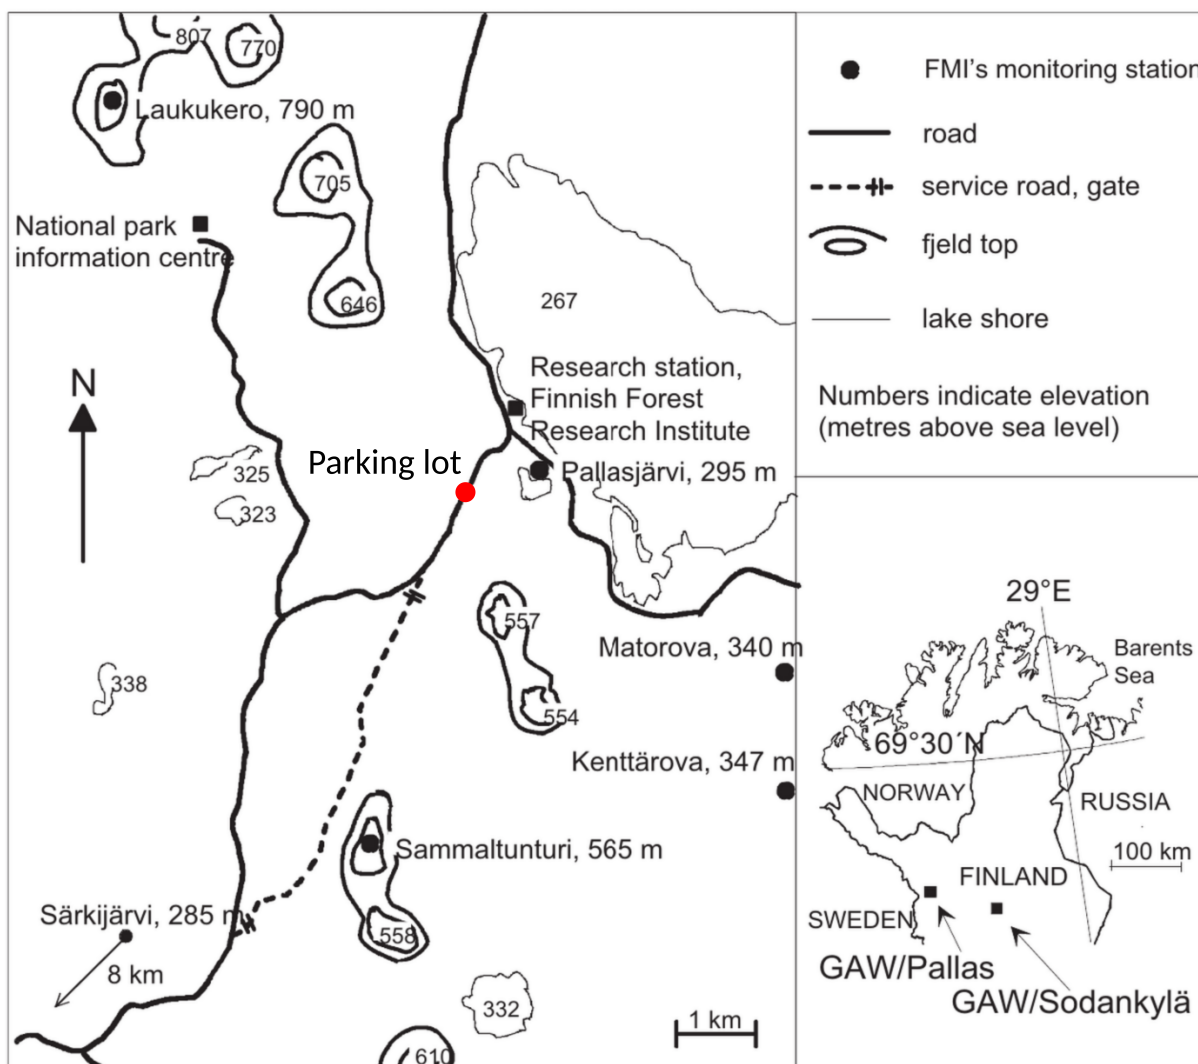 807
770
Laukukero, 790 m
705
National park
information centre
646
267
Research station,
Finnish Forest
Research Institute
N
Parking lot
Pallasjärvi, 295 m
325
323
557
Matorova, 340 m
338
554
Kenttärova, 347 m
Sammaltunturi, 565 m
Särkijärvi, 285 m
558
8 km
332
1 km
610
FMI's monitoring station
road
service road, gate
fjeld top
lake shore
Numbers indicate elevation
(metres above sea level)
29°E
Barents
Sea
69°30´N
NORWAY
RUSSIA
100 km
FINLAND
SWEDEN
GAW/Pallas
GAW/Sodankylä